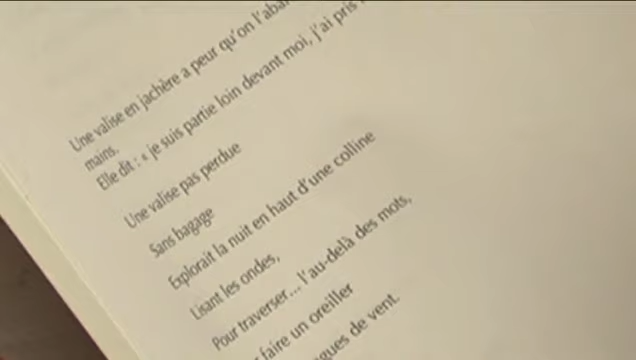 Une valise en jachère a peur qu'on l'aba
mains.
Elle dit : « je suis partie loin devant moi, j'ai pris
Une valise pas perdue
Sans bagage
Explorait la nuit en haut d'une colline
Lisant les ondes,
Pour traverser... l'au-delà des mots,
faire un oreiller
gues de vent.